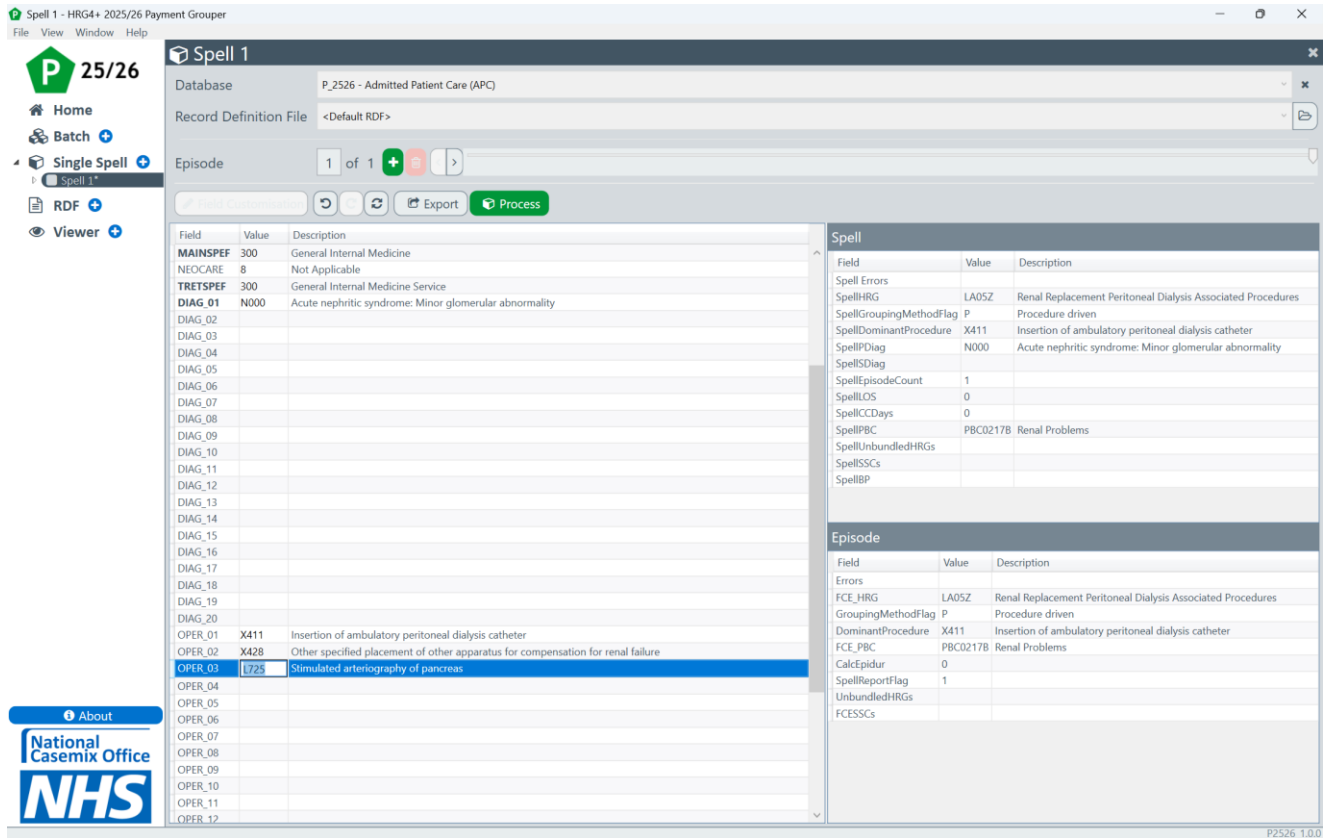 Spell 1 - HRG4+ 2025/26 Payment Grouper
File View Window Help
P 25/26
Home
Batch
Single Spell
Spell 1*
RDF
Viewer
About
National
Casemix Office
NHS
Spell 1
Database P_2526 - Admitted Patient Care (APC)
Record Definition File <Default RDF>
Episode 1 of 1
Export Process
Field Value Description
MAINSPEF 300 General Internal Medicine
NEOCARE 8 Not Applicable
TRETSPEF 300 General Internal Medicine Service
DIAG_01 N000 Acute nephritic syndrome: Minor glomerular abnormality
DIAG_02
DIAG_03
DIAG_04
DIAG_05
DIAG_06
DIAG_07
DIAG_08
DIAG_09
DIAG_10
DIAG_11
DIAG_12
DIAG_13
DIAG_14
DIAG_15
DIAG_16
DIAG_17
DIAG_18
DIAG_19
DIAG_20
OPER_01 X411 Insertion of ambulatory peritoneal dialysis catheter
OPER_02 X428 Other specified placement of other apparatus for compensation for renal failure
OPER_03 L725 Stimulated arteriography of pancreas
OPER_04
OPER_05
OPER_06
OPER_07
OPER_08
OPER_09
OPER_10
OPER_11
OPER_12
Spell
Field Value Description
Spell Errors
SpellHRG LA05Z Renal Replacement Peritoneal Dialysis Associated Procedures
SpellGroupingMethodFlag P Procedure driven
SpellDominantProcedure X411 Insertion of ambulatory peritoneal dialysis catheter
SpellPDiag N000 Acute nephritic syndrome: Minor glomerular abnormality
SpellSDiag
SpellEpisodeCount 1
SpellLOS 0
SpellCCDays 0
SpellPBC PBC0217B Renal Problems
SpellUnbundledHRGs
SpellSSCs
SpellBP
Episode
Field Value Description
Errors
FCE_HRG LA05Z Renal Replacement Peritoneal Dialysis Associated Procedures
GroupingMethodFlag P Procedure driven
DominantProcedure X411 Insertion of ambulatory peritoneal dialysis catheter
FCE_PBC PBC0217B Renal Problems
CalcEpidur 0
SpellReportFlag 1
UnbundledHRGs
FCESSCs
P2526 1.0.0